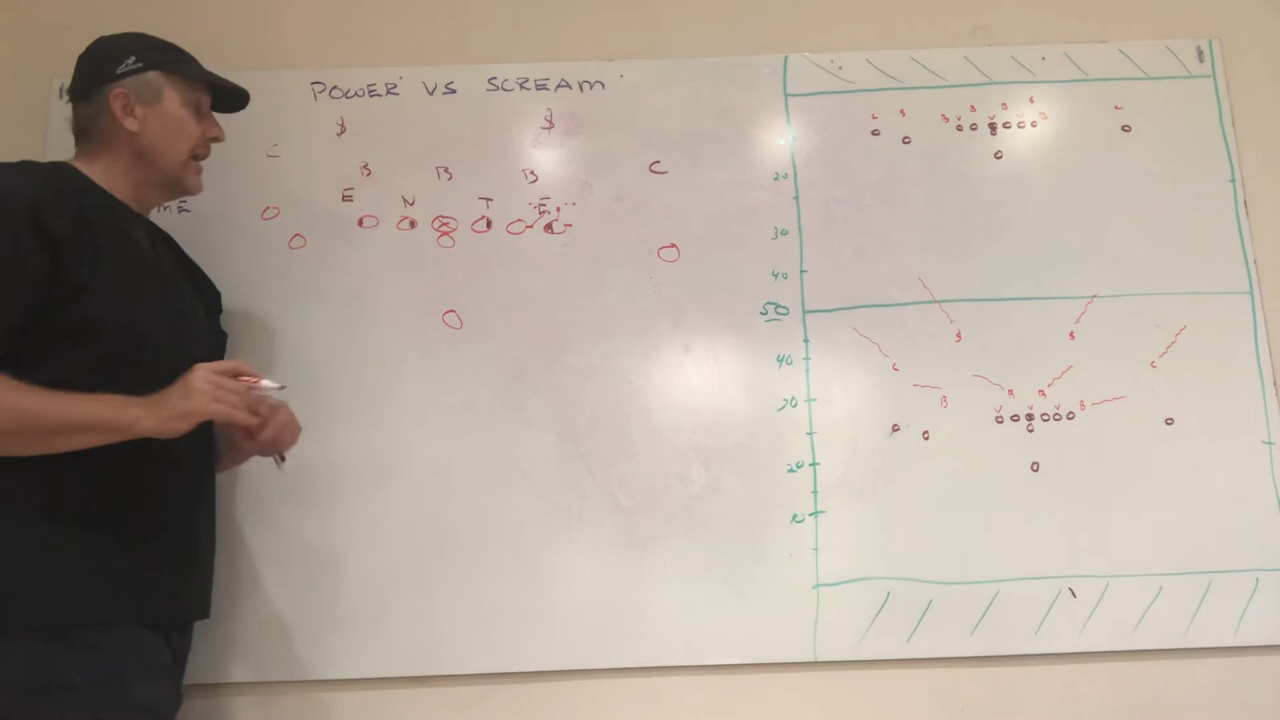 POWER VS SCREAM
$ $
C B B B C
E N T E
C S B S B S B C
V V V
20
30
40
50
S S
40
C C
30
B B B B
V V V
20
10